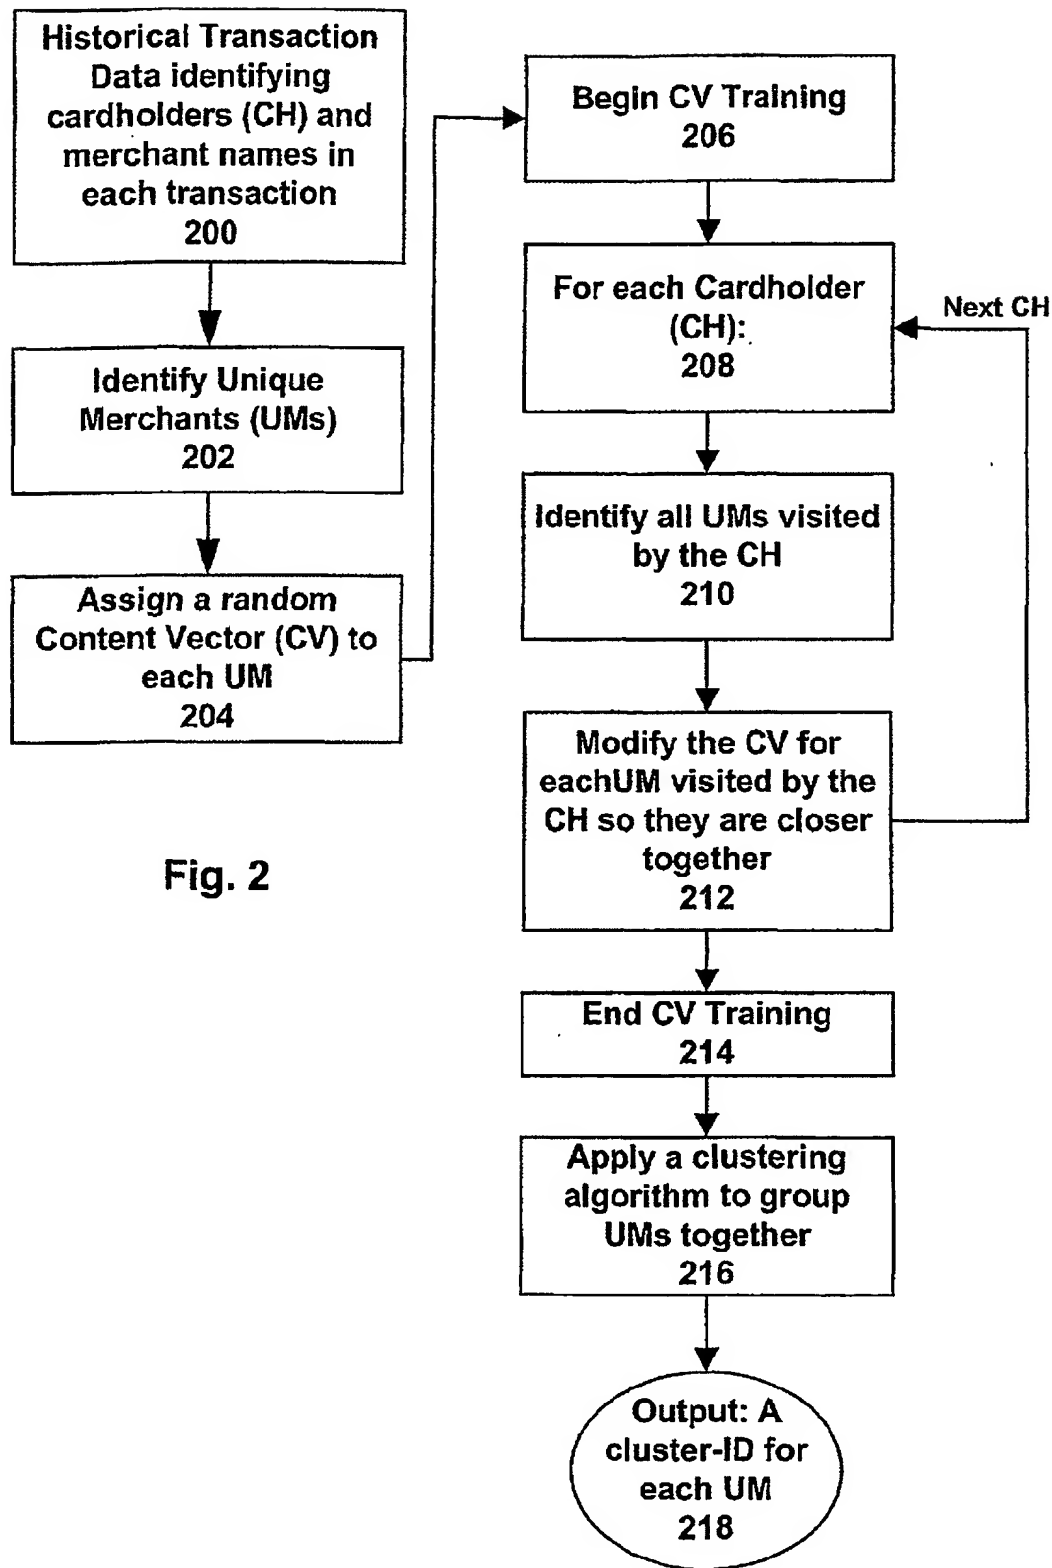 Historical Transaction
Data identifying
cardholders (CH) and
merchant names in
each transaction
200
Identify Unique
Merchants (UMs)
202
Assign a random
Content Vector (CV) to
each UM
204
Begin CV Training
206
For each Cardholder
(CH):
208
Next CH
Identify all UMs visited
by the CH
210
Modify the CV for
eachUM visited by the
CH so they are closer
together
212
End CV Training
214
Apply a clustering
algorithm to group
UMs together
216
Output: A
cluster-ID for
each UM
218
Fig. 2